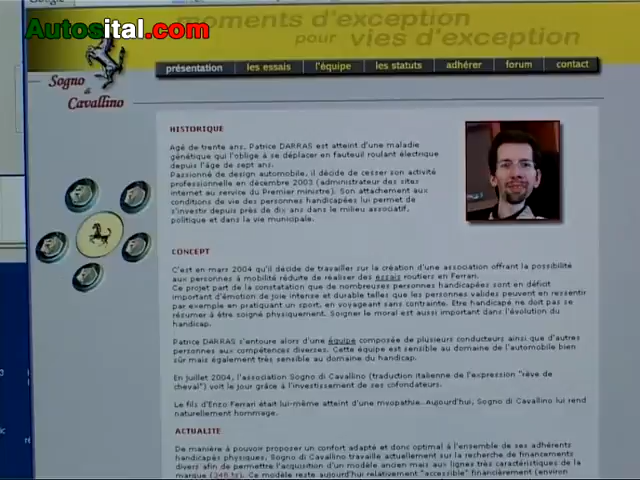 Google
Autosital.com
moments d'exception
pour vies d'exception
présentation les essais l'équipe les statuts adhérer forum contact
Sogno
di
Cavallino
HISTORIQUE
Agé de trente ans, Patrice DARRAS est atteint d'une maladie
génétique qui l'oblige à se déplacer en fauteuil roulant électrique
depuis l'âge de sept ans.
Passionné de design automobile, il décide de cesser son activité
professionnelle en décembre 2003 (administrateur des sites
internet au service du Premier ministre). Son attachement aux
conditions de vie des personnes handicapées lui permet de
s'investir depuis près de dix ans dans le milieu associatif,
politique et dans la vie municipale.
CONCEPT
C'est en mars 2004 qu'il décide de travailler sur la création d'une association offrant la possibilité
aux personnes à mobilité réduite de réaliser des essais routiers en Ferrari.
Ce projet part de la constatation que de nombreuses personnes handicapées sont en déficit
important d'émotion de joie intense et durable telles que les personnes valides peuvent en ressentir
par exemple en pratiquant un sport, en voyageant sans contrainte. Etre handicapé ne doit pas se
résumer à être soigné physiquement. Soigner le moral est aussi important dans l'évolution du
handicap.
Patrice DARRAS s'entoure alors d'une équipe composée de plusieurs conducteurs ainsi que d'autres
personnes aux compétences diverses. Cette équipe est sensible au domaine de l'automobile bien
sûr mais également très sensible au domaine du handicap.
En juillet 2004, l'association Sogno di Cavallino (traduction italienne de l'expression "rêve de
cheval") voit le jour grâce à l'investissement de ses cofondateurs.
Le fils d'Enzo Ferrari était lui-même atteint d'une myopathie. Aujourd'hui, Sogno di Cavallino lui rend
naturellement hommage.
ACTUALITE
De manière à pouvoir proposer un confort adapté et donc optimal à l'ensemble de ses adhérents
handicapés physiques, Sogno di Cavallino travaille actuellement sur la recherche de financements
divers afin de permettre l'acquisition d'un modèle ancien mais aux lignes très caractéristiques de la
marque (348 ts). Ce modèle reste aujourd'hui relativement "accessible" financièrement (environ